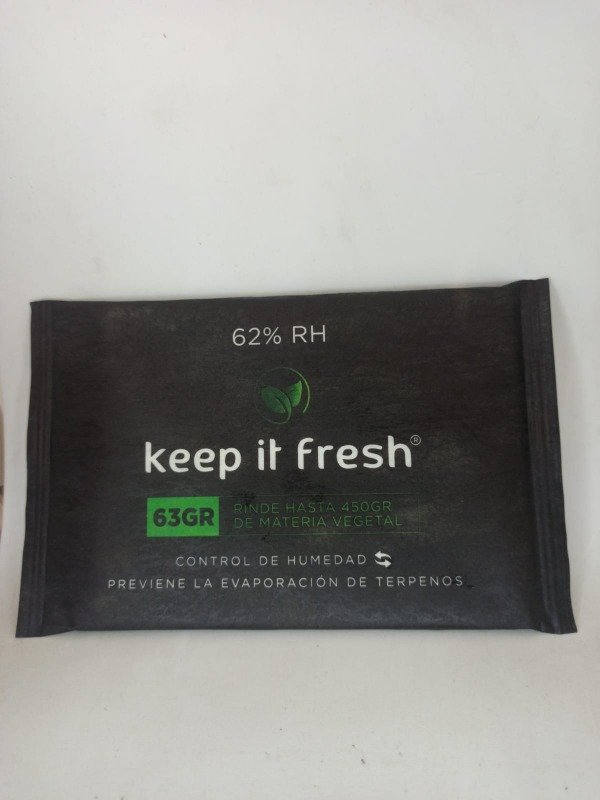 62% RH
keep it fresh®
63GR
RINDE HASTA 450GR
DE MATERIA VEGETAL
CONTROL DE HUMEDAD
PREVIENE LA EVAPORACIÓN DE TERPENOS